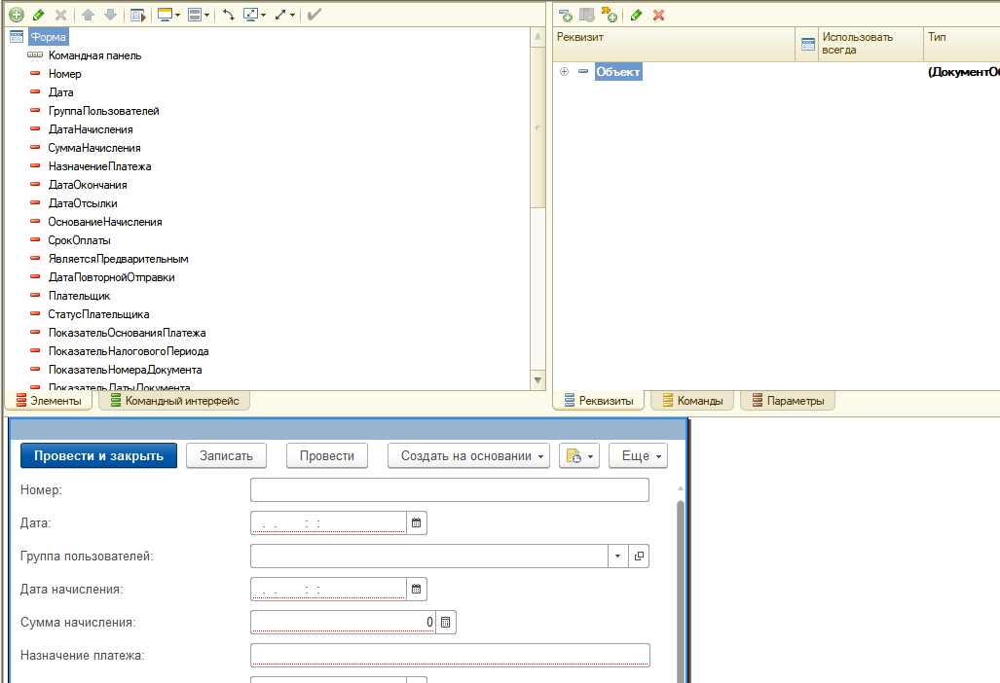 Форма
Командная панель
Номер
Дата
ГруппаПользователей
ДатаНачисления
СуммаНачисления
НазначениеПлатежа
ДатаОкончания
ДатаОтсылки
ОснованиеНачисления
СрокОплаты
ЯвляетсяПредварительным
ДатаПовторнойОтправки
Плательщик
СтатусПлательщика
ПоказательОснованияПлатежа
ПоказательНалоговогоПериода
ПоказательНомераДокумента
ПоказательДатыДокумента
Элементы Командный интерфейс
Реквизит Использовать всегда Тип
Объект (ДокументОб
Реквизиты Команды Параметры
Провести и закрыть Записать Провести Создать на основании Еще
Номер:
Дата: . . : :
Группа пользователей:
Дата начисления: . . : :
Сумма начисления: 0
Назначение платежа: